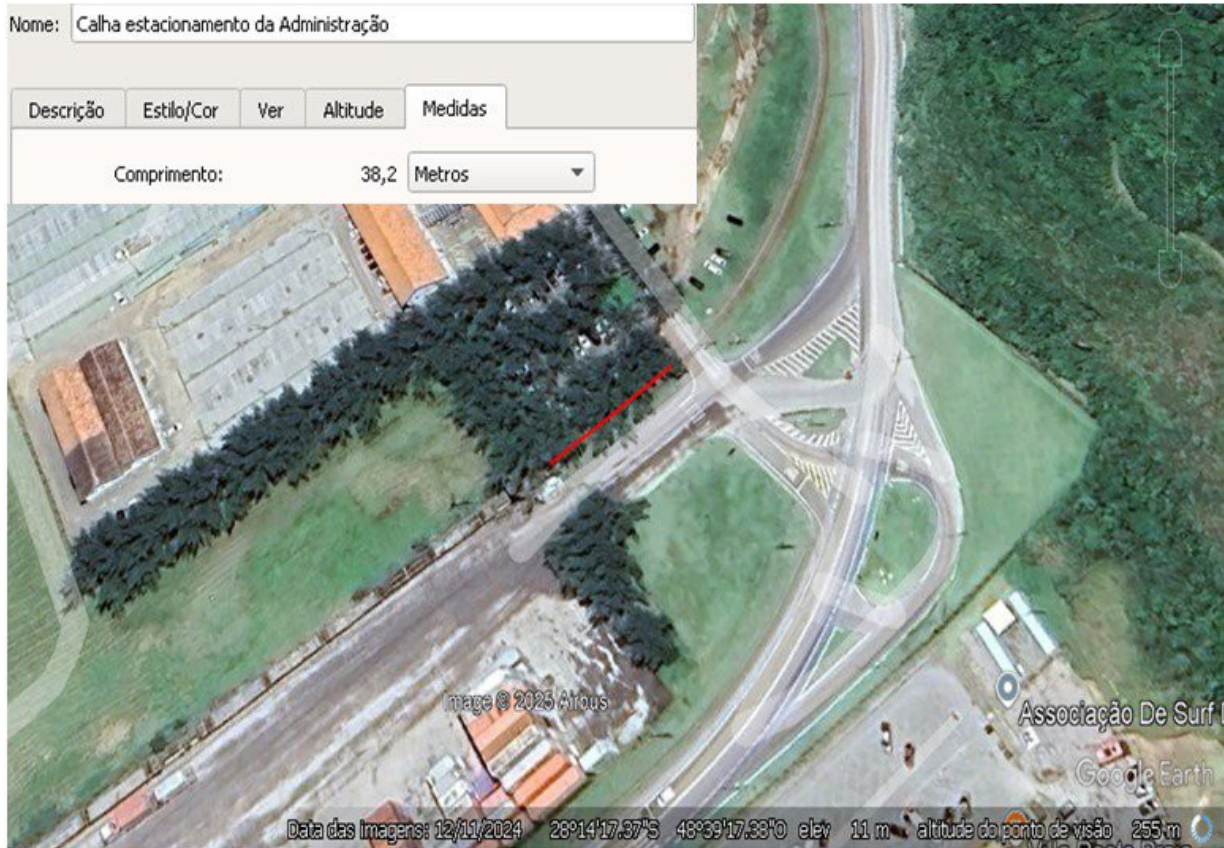 Nome: Calha estacionamento da Administração
Descrição Estilo/Cor Ver Altitude Medidas
Comprimento: 38,2 Metros
Image © 2025 Airbus
Associação De Surf
Google Earth
Data das imagens: 12/11/2024 28°14'17.37"S 48°39'17.38"O elev 11 m altitude do ponto de visão 255 m